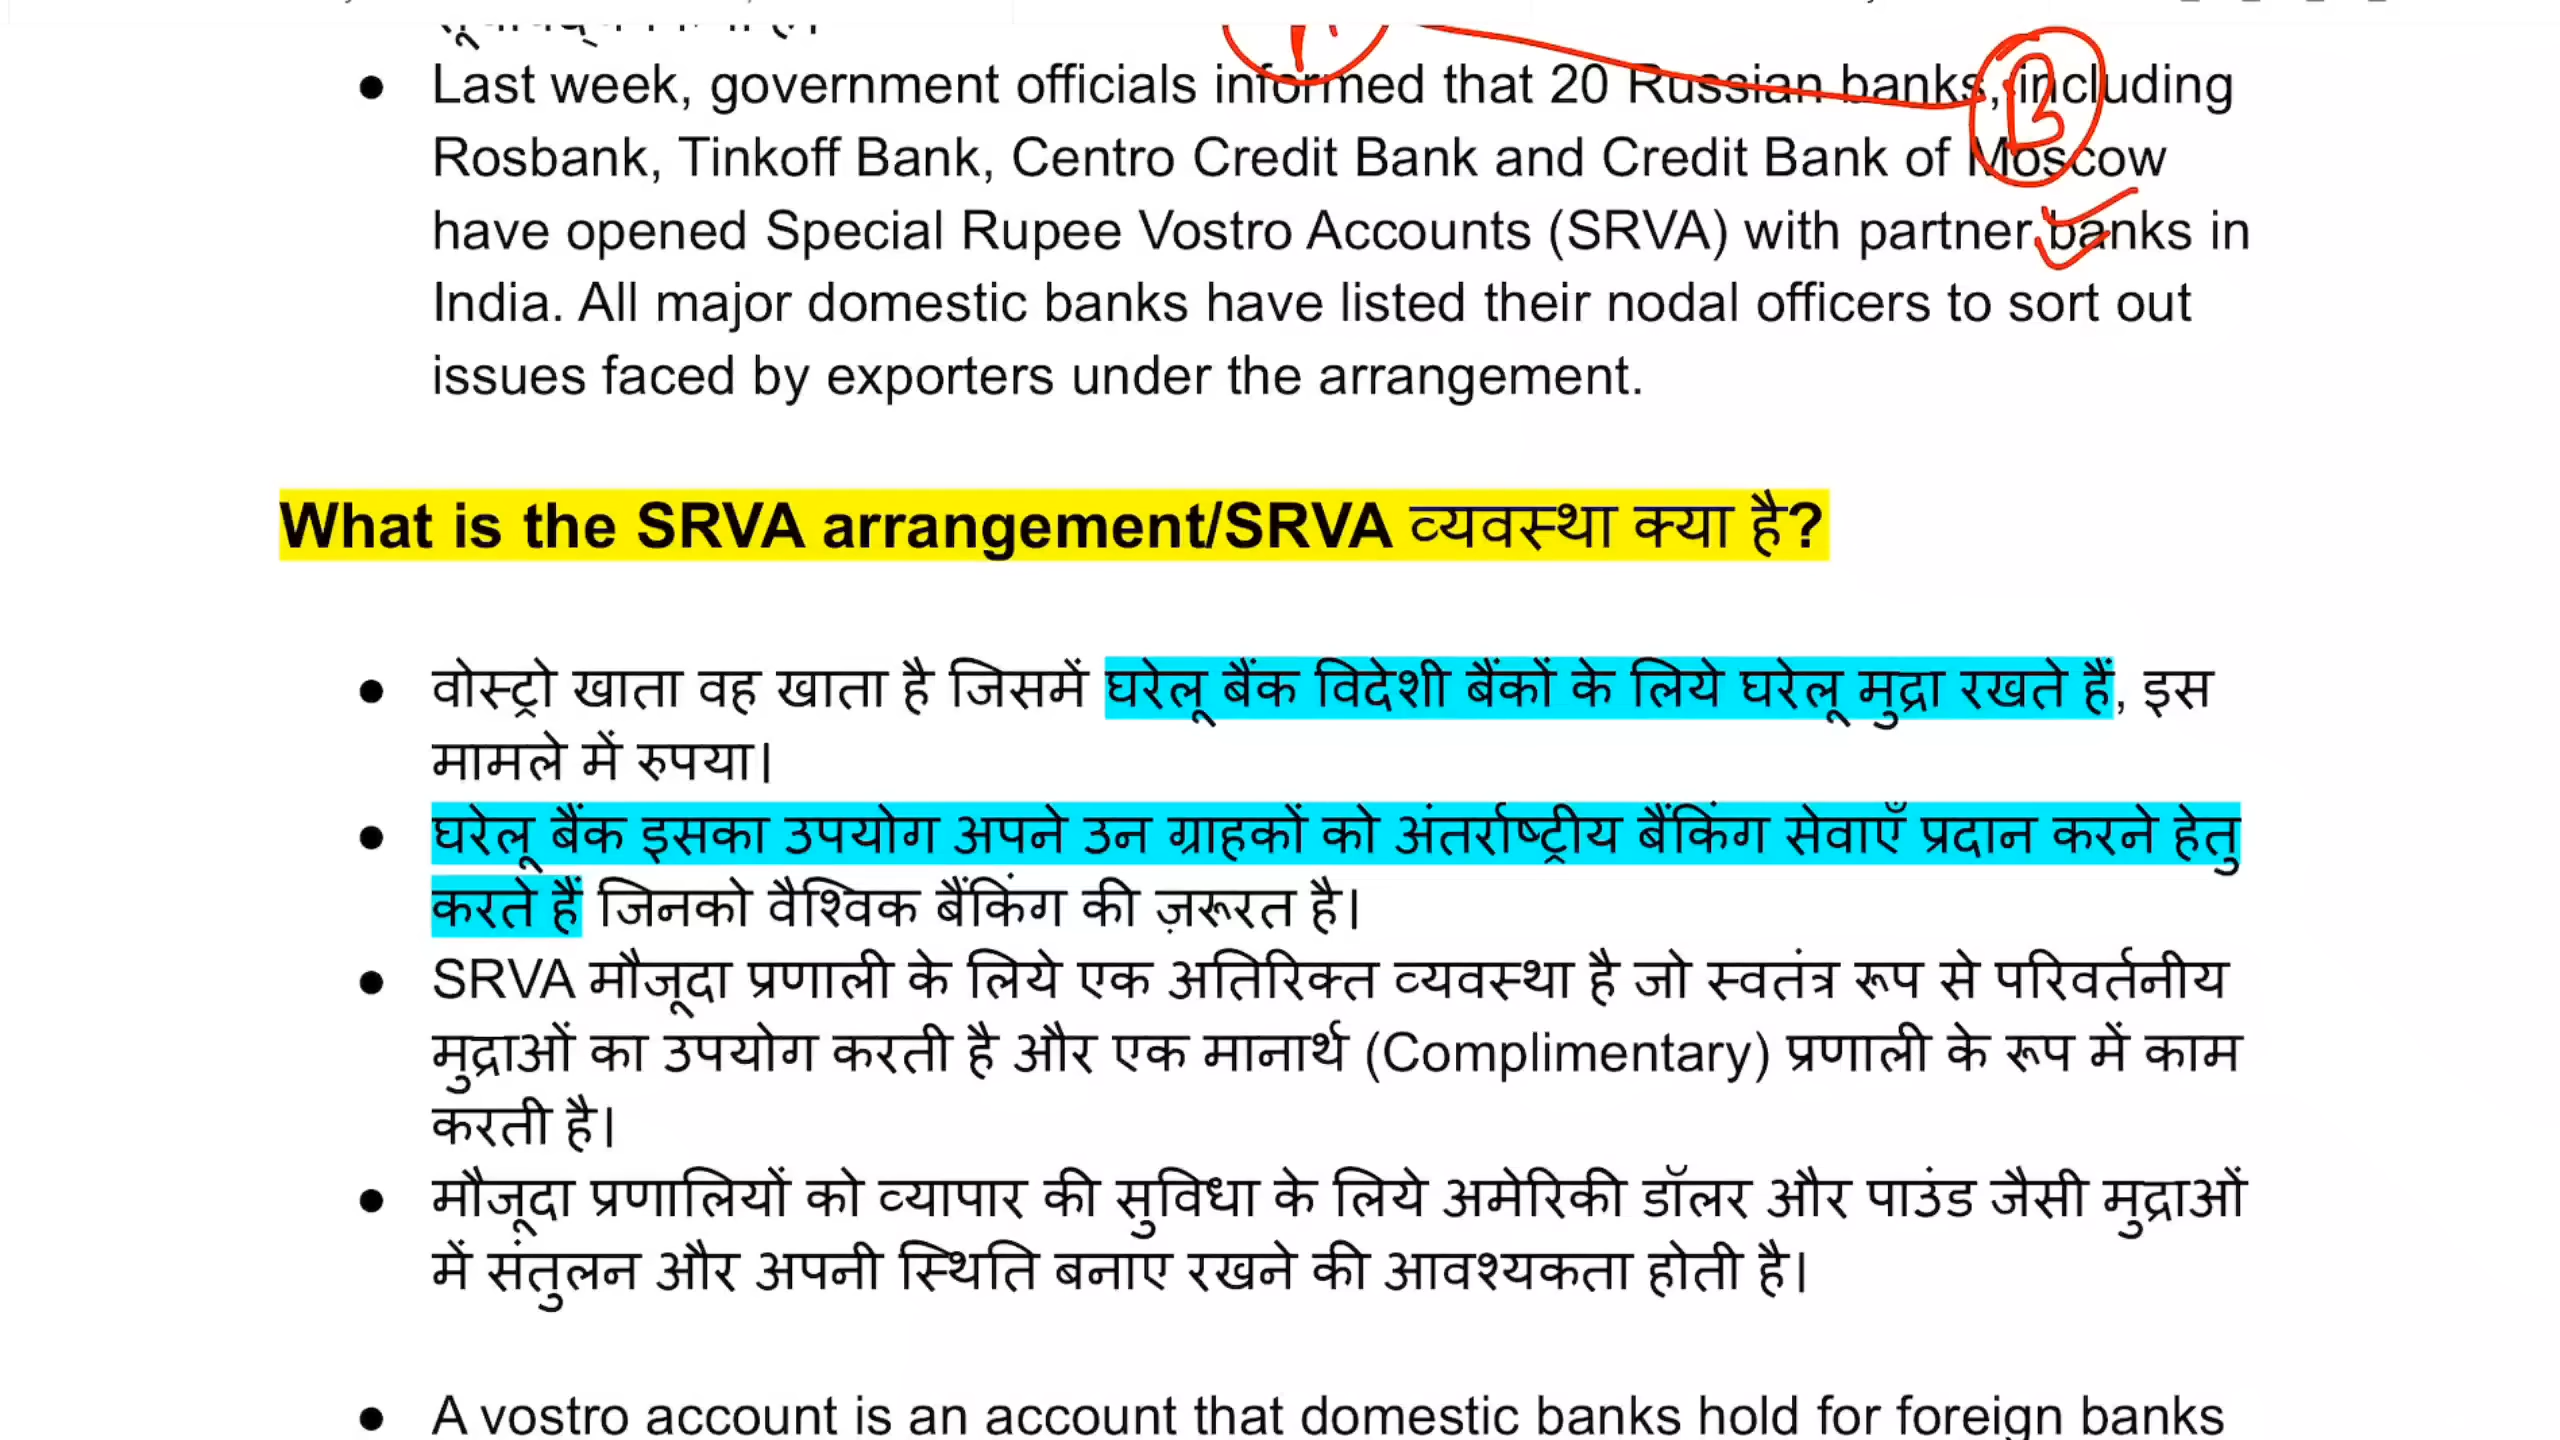 Last week, government officials informed that 20 Russian banks, including
B
Rosbank, Tinkoff Bank, Centro Credit Bank and Credit Bank of Moscow
have opened Special Rupee Vostro Accounts (SRVA) with partner banks in
India. All major domestic banks have listed their nodal officers to sort out
issues faced by exporters under the arrangement.
What is the SRVA arrangement/SRVA व्यवस्था क्या है?
वोस्ट्रो खाता वह खाता है जिसमें घरेलू बैंक विदेशी बैंकों के लिये घरेलू मुद्रा रखते हैं, इस
मामले में रुपया।
घरेलू बैंक इसका उपयोग अपने उन ग्राहकों को अंतर्राष्ट्रीय बैंकिंग सेवाएँ प्रदान करने हेतु
करते हैं जिनको वैश्विक बैंकिंग की ज़रूरत है।
SRVA मौजूदा प्रणाली के लिये एक अतिरिक्त व्यवस्था है जो स्वतंत्र रूप से परिवर्तनीय
मुद्राओं का उपयोग करती है और एक मानार्थ (Complimentary) प्रणाली के रूप में काम
करती है।
मौजूदा प्रणालियों को व्यापार की सुविधा के लिये अमेरिकी डॉलर और पाउंड जैसी मुद्राओं
में संतुलन और अपनी स्थिति बनाए रखने की आवश्यकता होती है।
A vostro account is an account that domestic banks hold for foreign banks